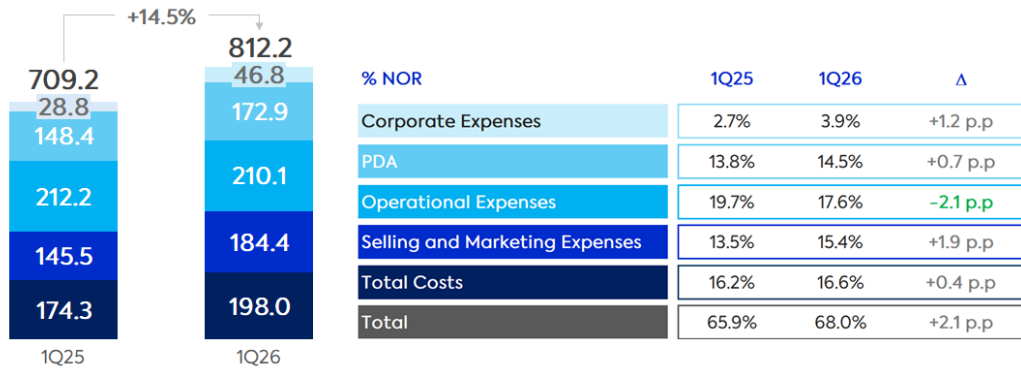 +14.5%
709.2
28.8
148.4
212.2
145.5
174.3
1Q25
812.2
46.8
172.9
210.1
184.4
198.0
1Q26
% NOR 1Q25 1Q26 Δ
Corporate Expenses 2.7% 3.9% +1.2 p.p
PDA 13.8% 14.5% +0.7 p.p
Operational Expenses 19.7% 17.6% -2.1 p.p
Selling and Marketing Expenses 13.5% 15.4% +1.9 p.p
Total Costs 16.2% 16.6% +0.4 p.p
Total 65.9% 68.0% +2.1 p.p